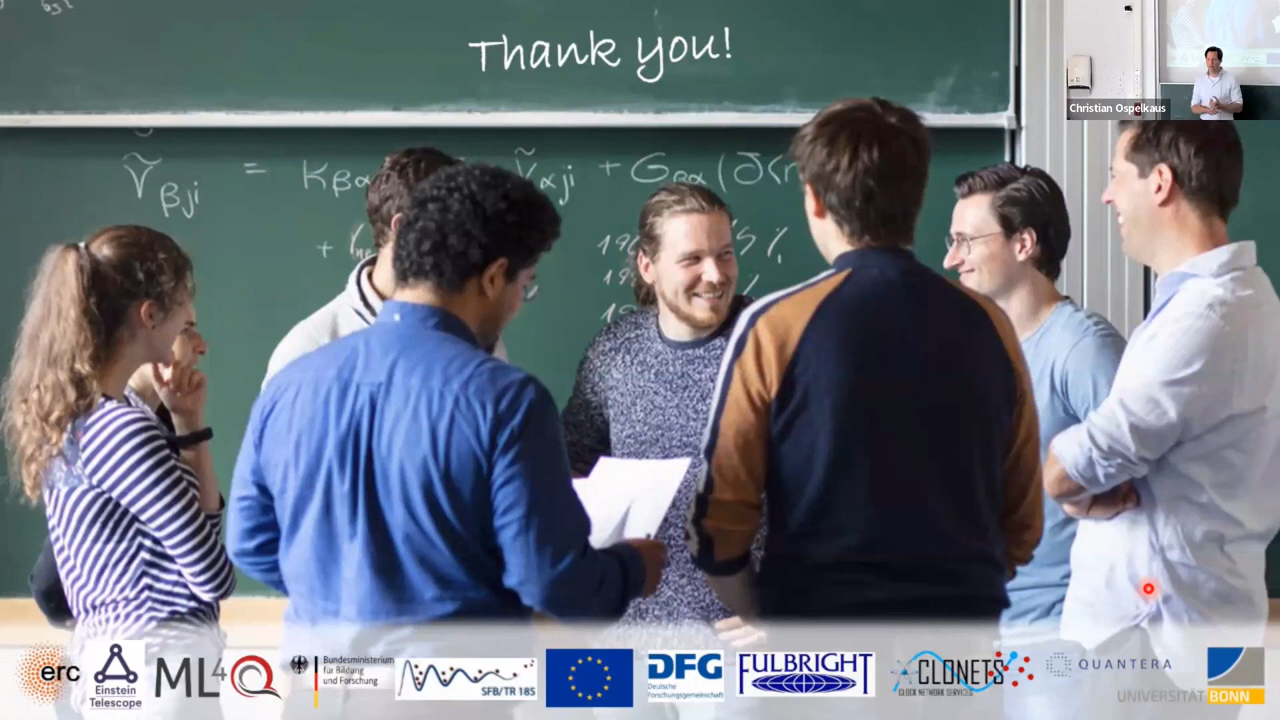 Thank you!
Christian Ospelkaus
erc
Einstein
Telescope
ML4Q
Bundesministerium
für Bildung
und Forschung
SFB/TR 185
DFG
Deutsche
Forschungsgemeinschaft
FULBRIGHT
CLONETS
CLOCK NETWORK SERVICES
QUANTERA
UNIVERSITÄT BONN